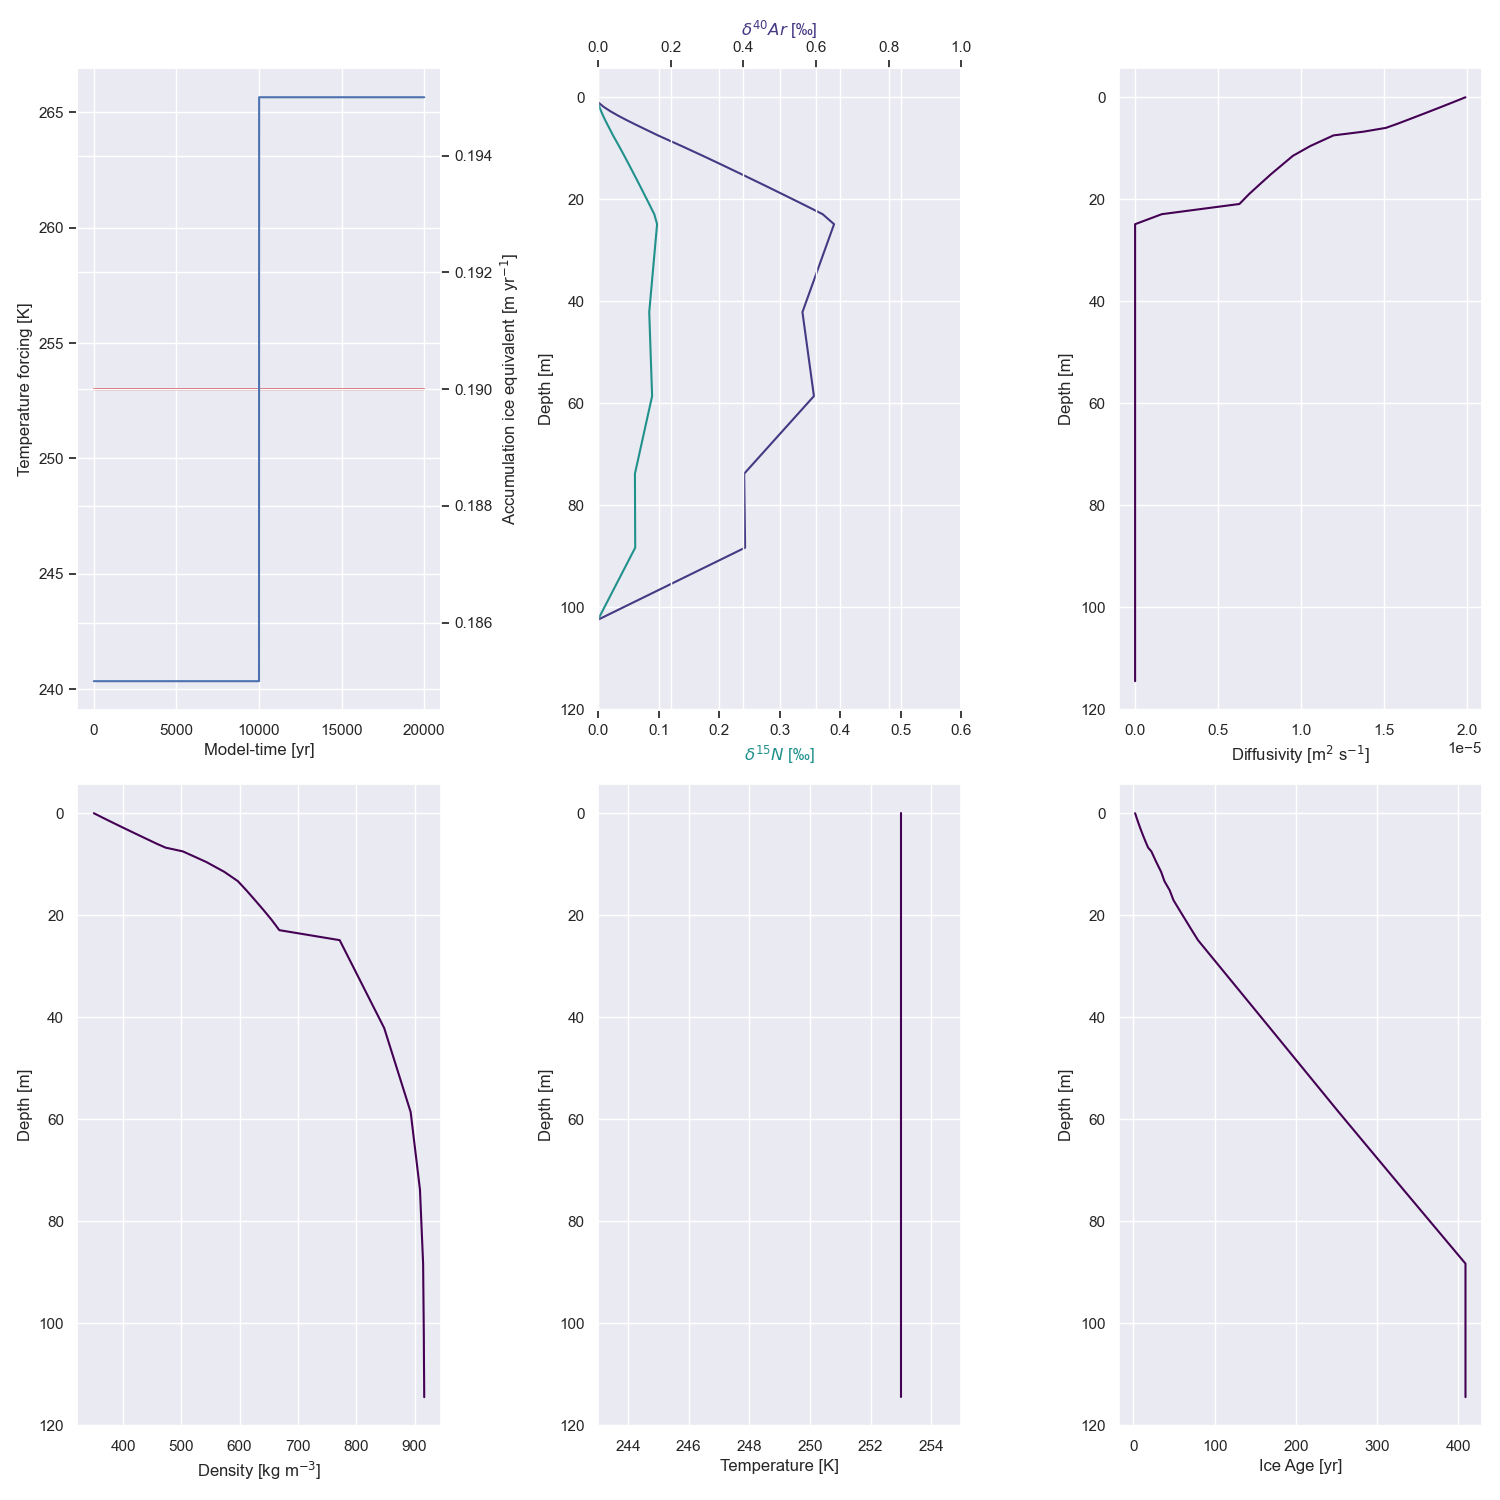 δ⁴⁰Ar [‰]
0.0 0.2 0.4 0.6 0.8 1.0
265
260
255
250
245
240
Temperature forcing [K]
0 5000 10000 15000 20000
Model-time [yr]
0.194
0.192
0.190
0.188
0.186
Accumulation ice equivalent [m yr⁻¹]
0
20
40
60
80
100
120
Depth [m]
0.0 0.1 0.2 0.3 0.4 0.5 0.6
δ¹⁵N [‰]
0
20
40
60
80
100
120
Depth [m]
0.0 0.5 1.0 1.5 2.0
1e−5
Diffusivity [m² s⁻¹]
0
20
40
60
80
100
120
Depth [m]
400 500 600 700 800 900
Density [kg m⁻³]
0
20
40
60
80
100
120
Depth [m]
244 246 248 250 252 254
Temperature [K]
0
20
40
60
80
100
120
Depth [m]
0 100 200 300 400
Ice Age [yr]